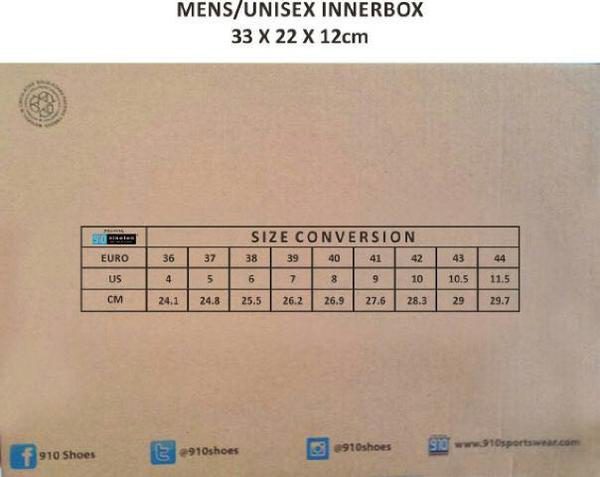 MENS/UNISEX INNERBOX
33 X 22 X 12cm
910 nineten SIZE CONVERSION
EURO 36 37 38 39 40 41 42 43 44
US 4 5 6 7 8 9 10 10.5 11.5
CM 24.1 24.8 25.5 26.2 26.9 27.6 28.3 29 29.7
910 Shoes @910shoes @910shoes 910 www.910sportswear.com